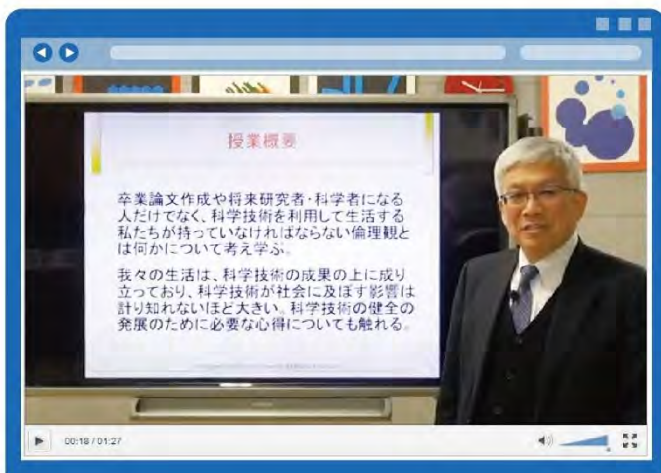 授業概要
卒業論文作成や将来研究者・科学者になる
人だけでなく、科学技術を利用して生活する
私たちが持っていなければならない倫理観と
は何かについて考え学ぶ。
我々の生活は、科学技術の成果の上に成り
立っており、科学技術が社会に及ぼす影響は
計り知れないほど大きい。科学技術の健全の
発展のために必要な心得についても触れる。
00:18 / 01:27